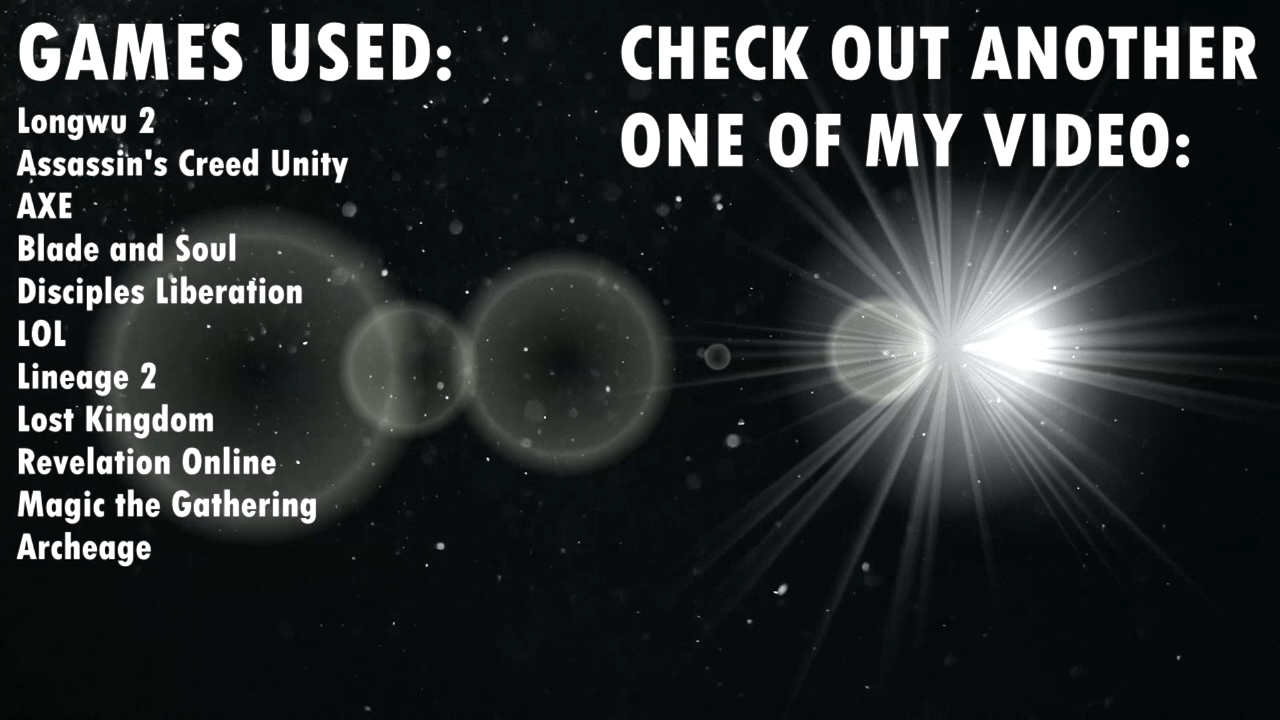 GAMES USED:
Longwu 2
Assassin's Creed Unity
AXE
Blade and Soul
Disciples Liberation
LOL
Lineage 2
Lost Kingdom
Revelation Online
Magic the Gathering
Archeage
CHECK OUT ANOTHER
ONE OF MY VIDEO: